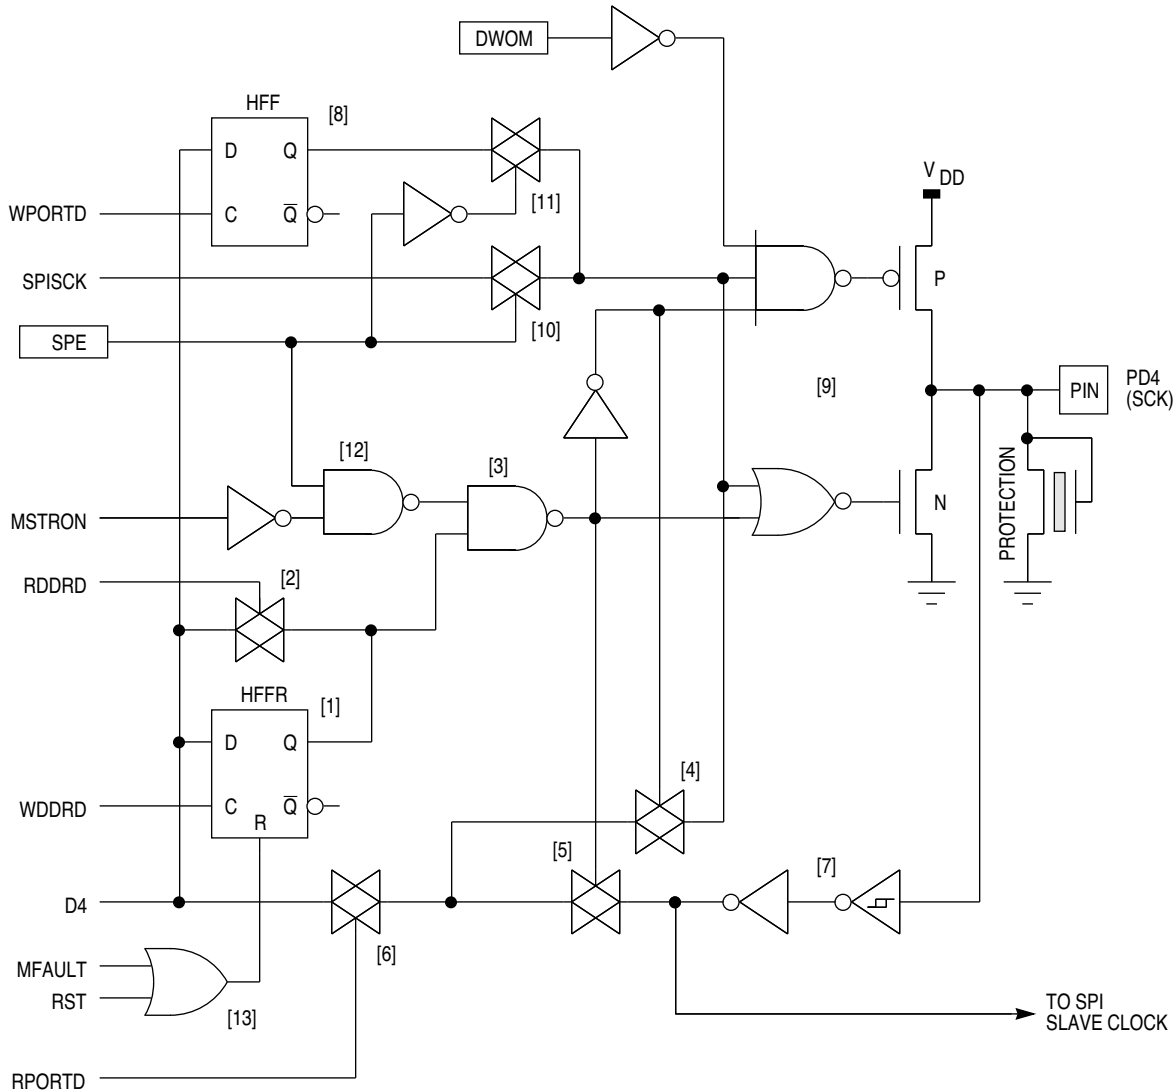 DWOM
HFF
[8]
D
Q
[11]
WPORTD
C
Q
VDD
SPISCK
P
[10]
SPE
[9]
PIN
PD4
(SCK)
[12]
[3]
N
PROTECTION
MSTRON
RDDRD
[2]
HFFR
[1]
D
Q
[4]
WDDRD
C
Q
R
[5]
[7]
D4
[6]
MFAULT
RST
[13]
TO SPI
SLAVE CLOCK
RPORTD